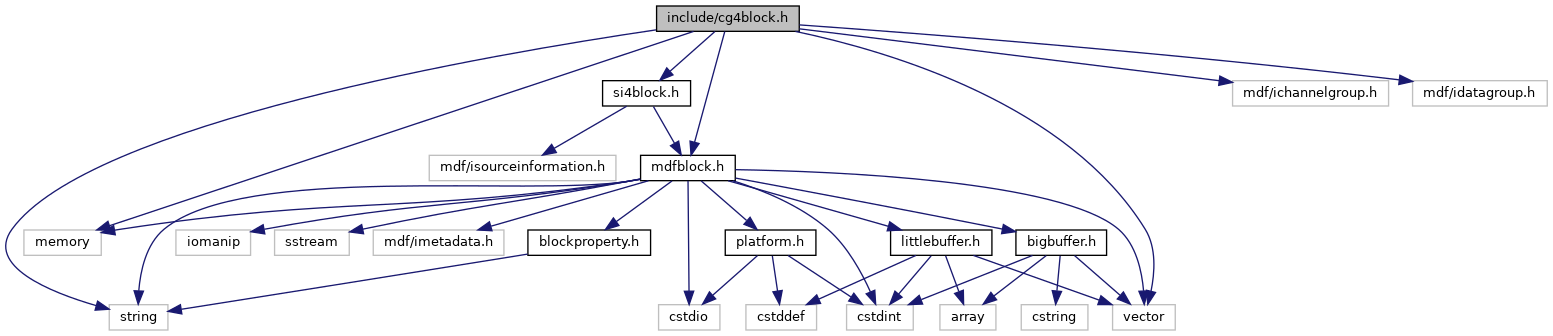 include/cg4block.h
si4block.h
mdf/ichannelgroup.h
mdf/idatagroup.h
mdf/isourceinformation.h
mdfblock.h
memory
iomanip
sstream
mdf/imetadata.h
blockproperty.h
platform.h
littlebuffer.h
bigbuffer.h
string
cstdio
cstddef
cstdint
array
cstring
vector